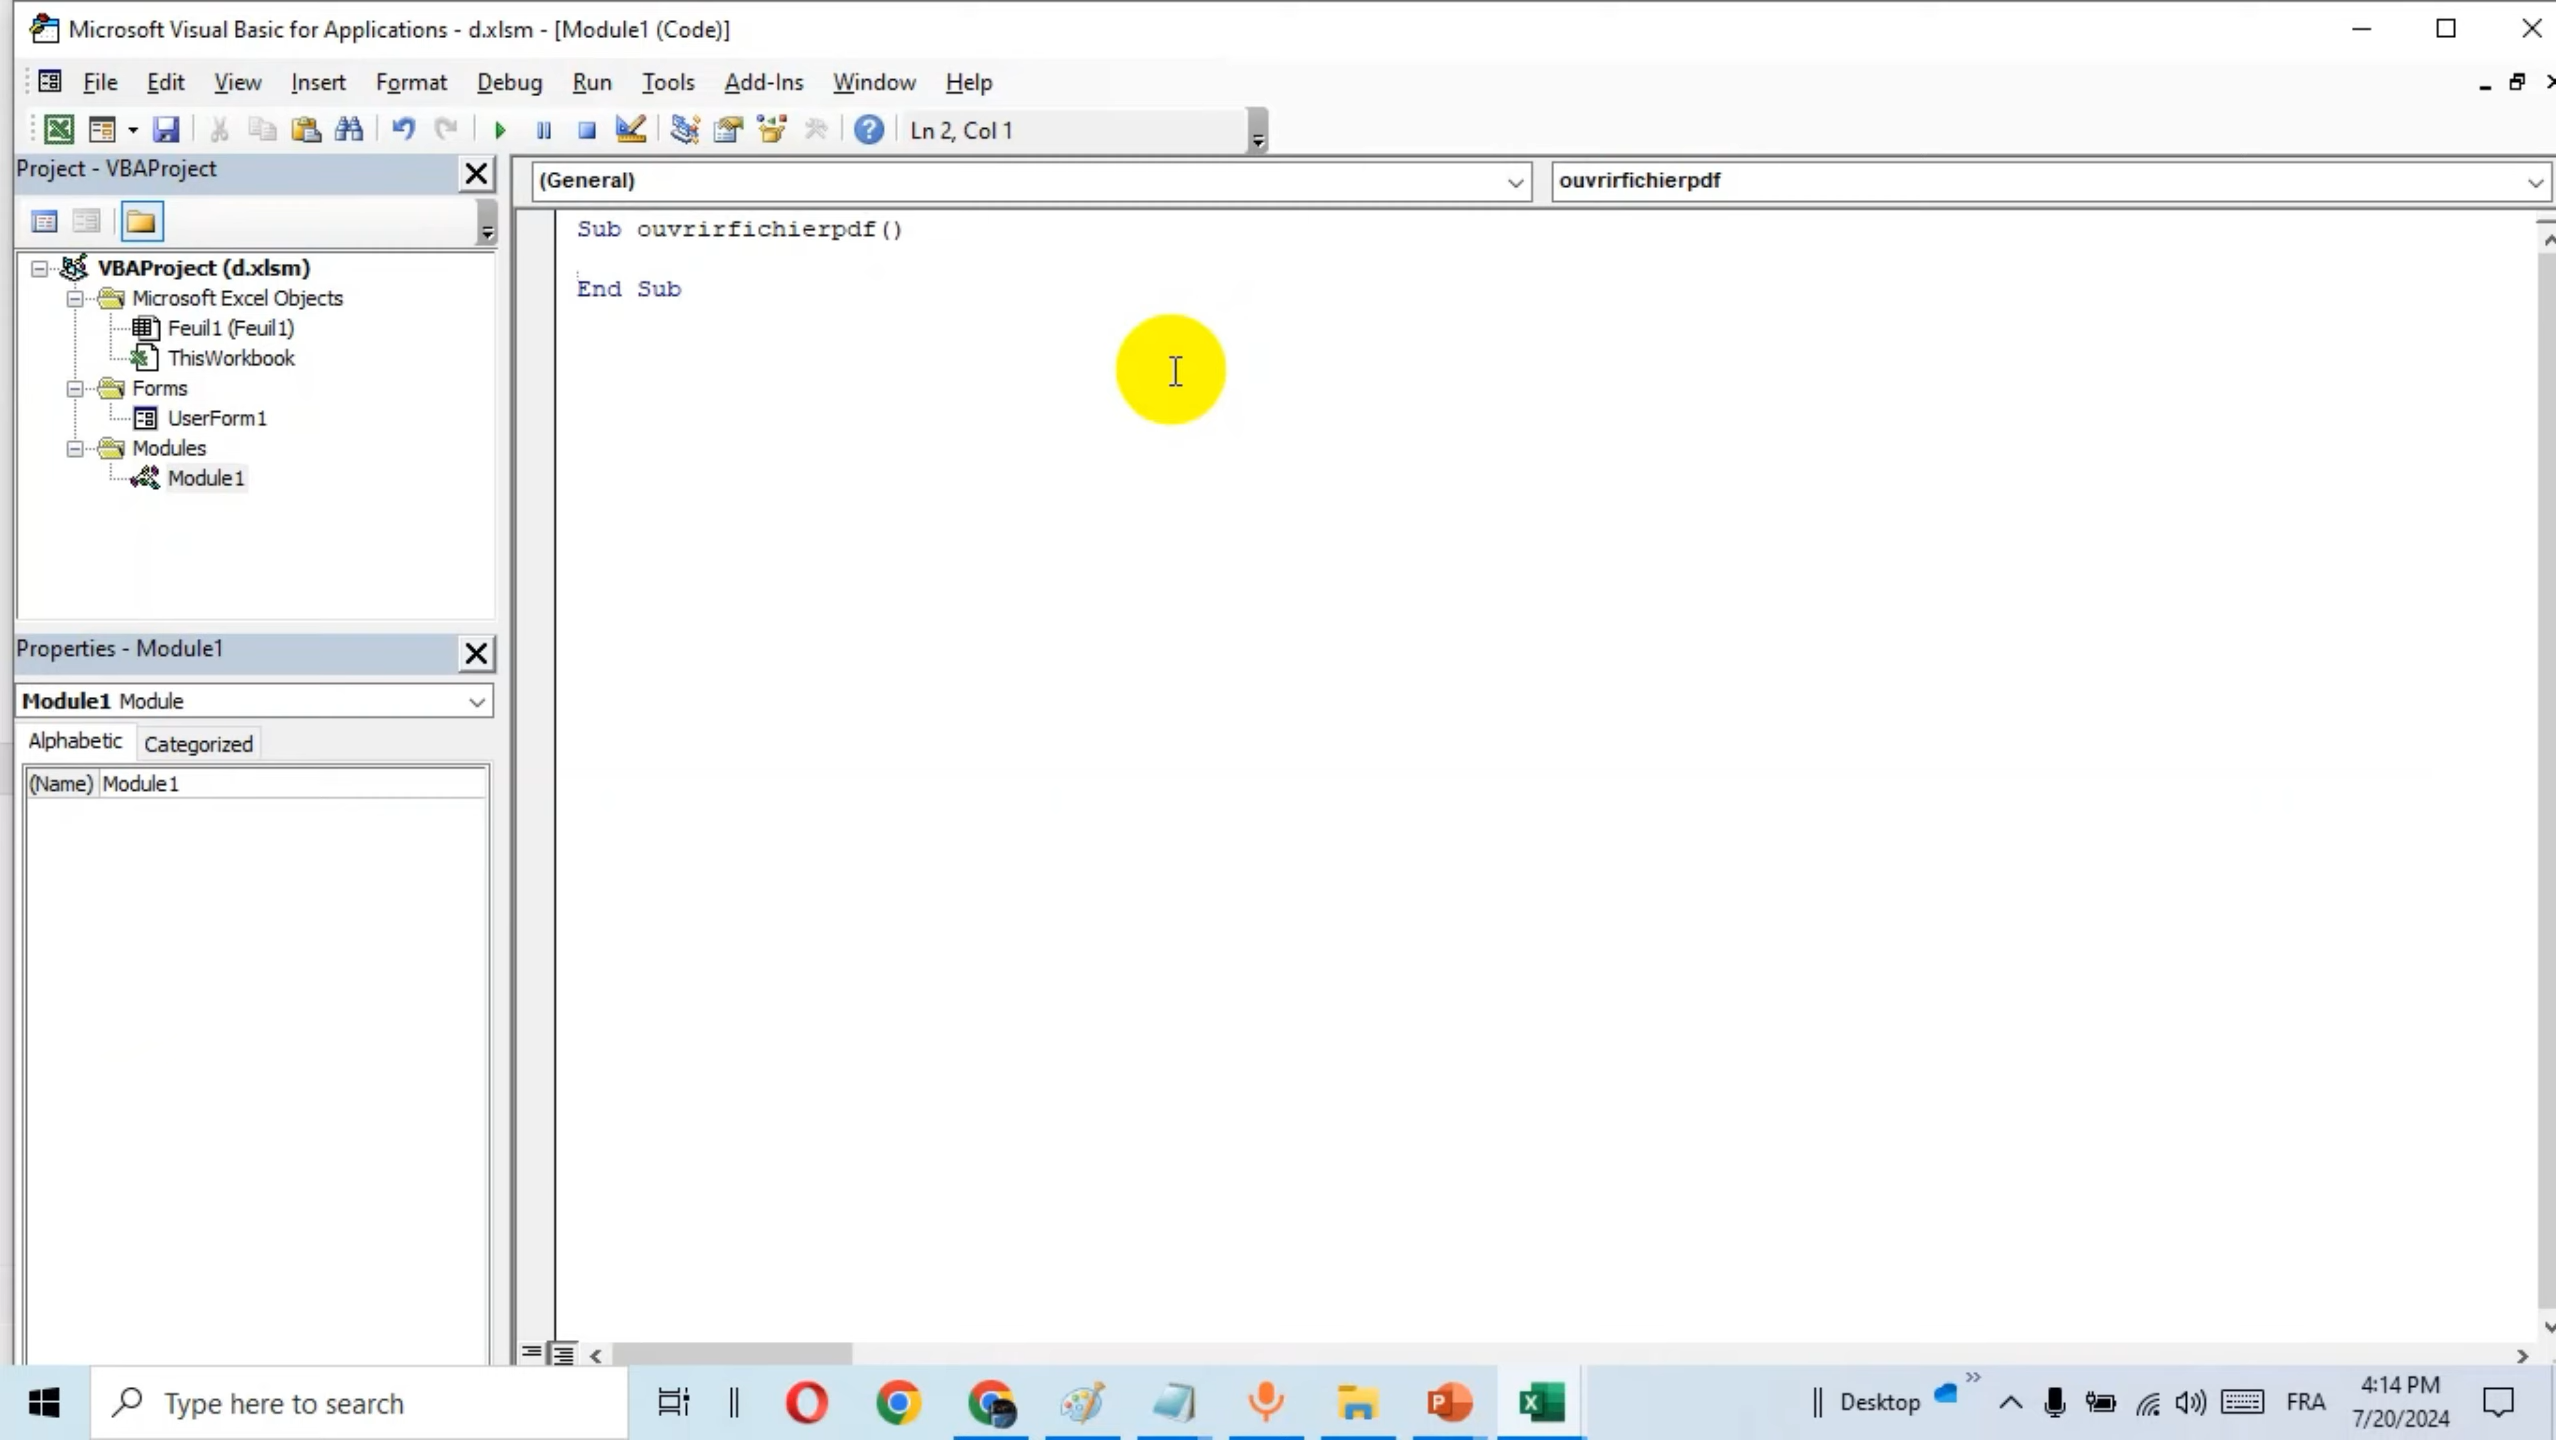 Microsoft Visual Basic for Applications - d.xlsm - [Module1 (Code)]
File Edit View Insert Format Debug Run Tools Add-Ins Window Help
Ln 2, Col 1
Project - VBAProject
(General)
ouvrirfichierpdf
Sub ouvrirfichierpdf()
End Sub
VBAProject (d.xlsm)
Microsoft Excel Objects
Feuil1 (Feuil1)
ThisWorkbook
Forms
UserForm1
Modules
Module1
Properties - Module1
Module1 Module
Alphabetic Categorized
(Name) Module1
Type here to search
Desktop
FRA
4:14 PM
7/20/2024